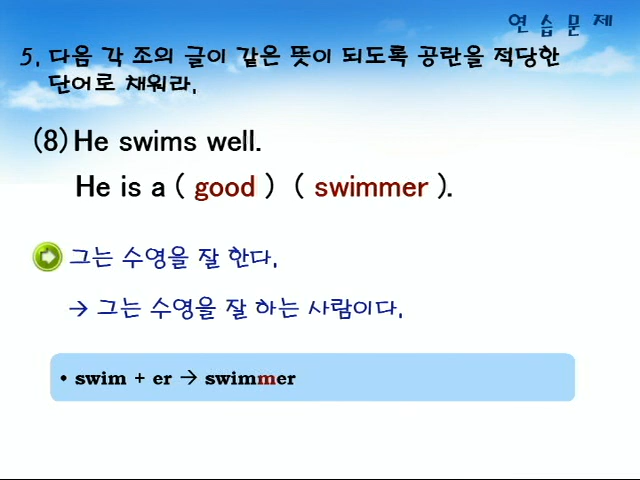 연 습 문 제
5. 다음 각 조의 글이 같은 뜻이 되도록 공란을 적당한
단어로 채워라.
(8) He swims well.
He is a ( good ) ( swimmer ).
그는 수영을 잘 한다.
→ 그는 수영을 잘 하는 사람이다.
• swim + er → swimmer